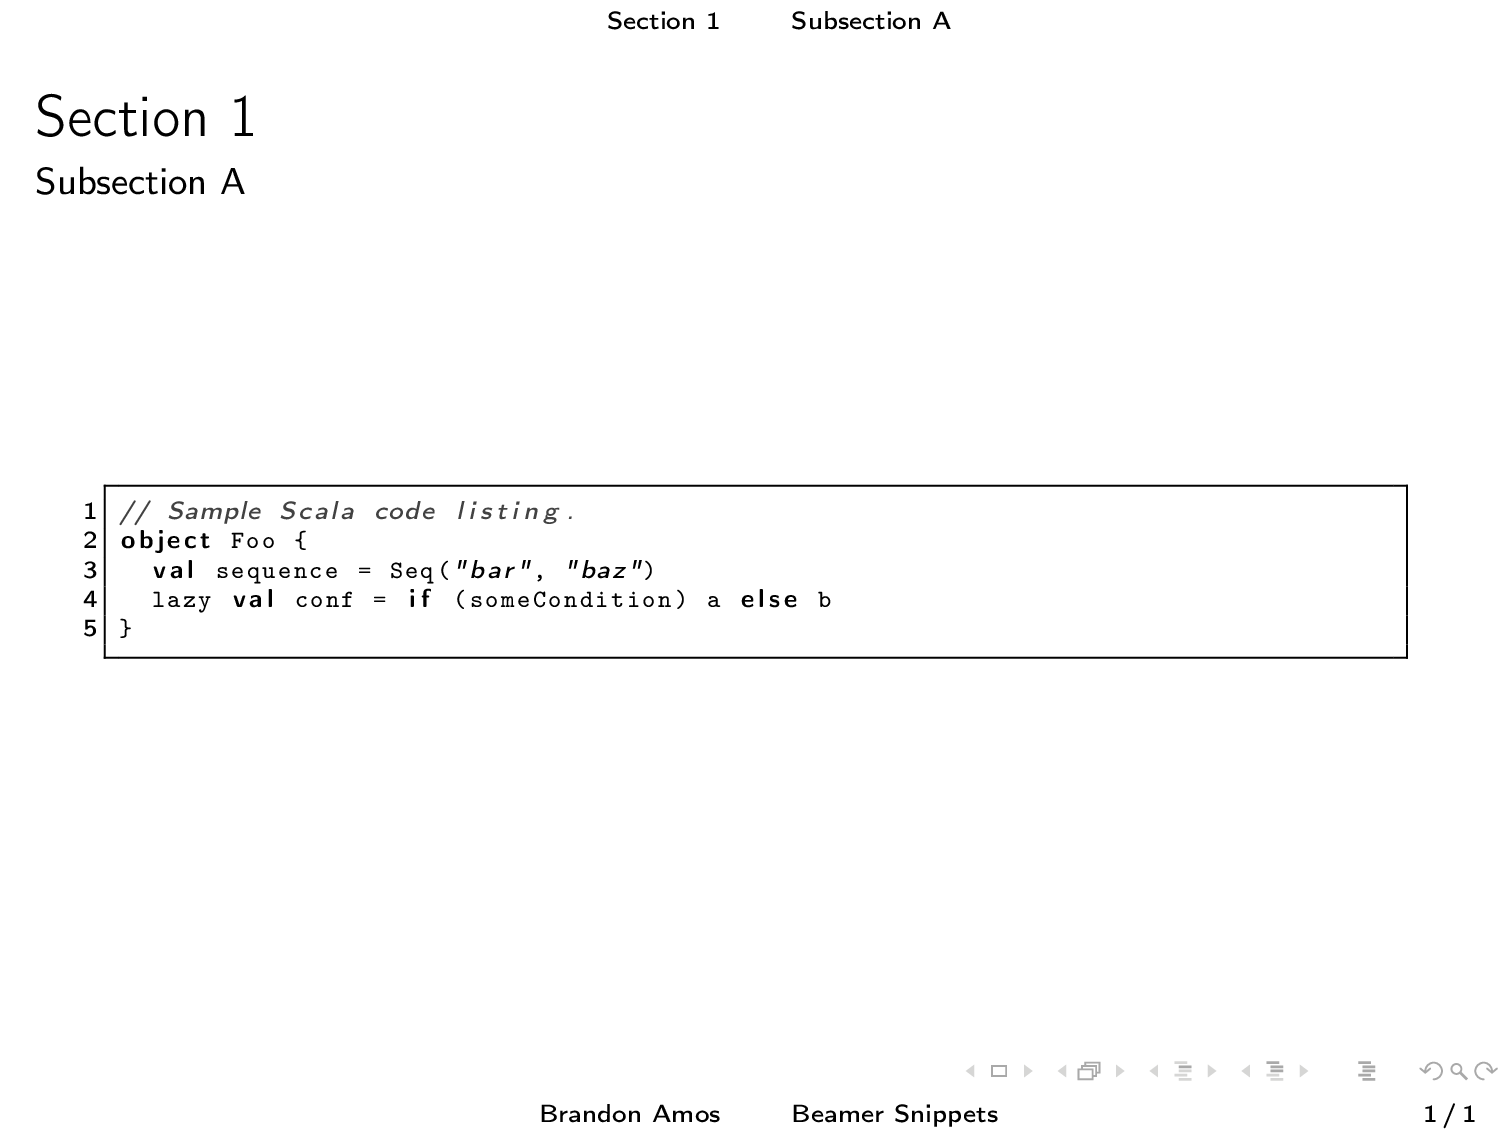 Section 1 Subsection A
Section 1
Subsection A
1 // Sample Scala code listing.
2 object Foo {
3   val sequence = Seq("bar", "baz")
4   lazy val conf = if (someCondition) a else b
5 }
Brandon Amos Beamer Snippets 1 / 1